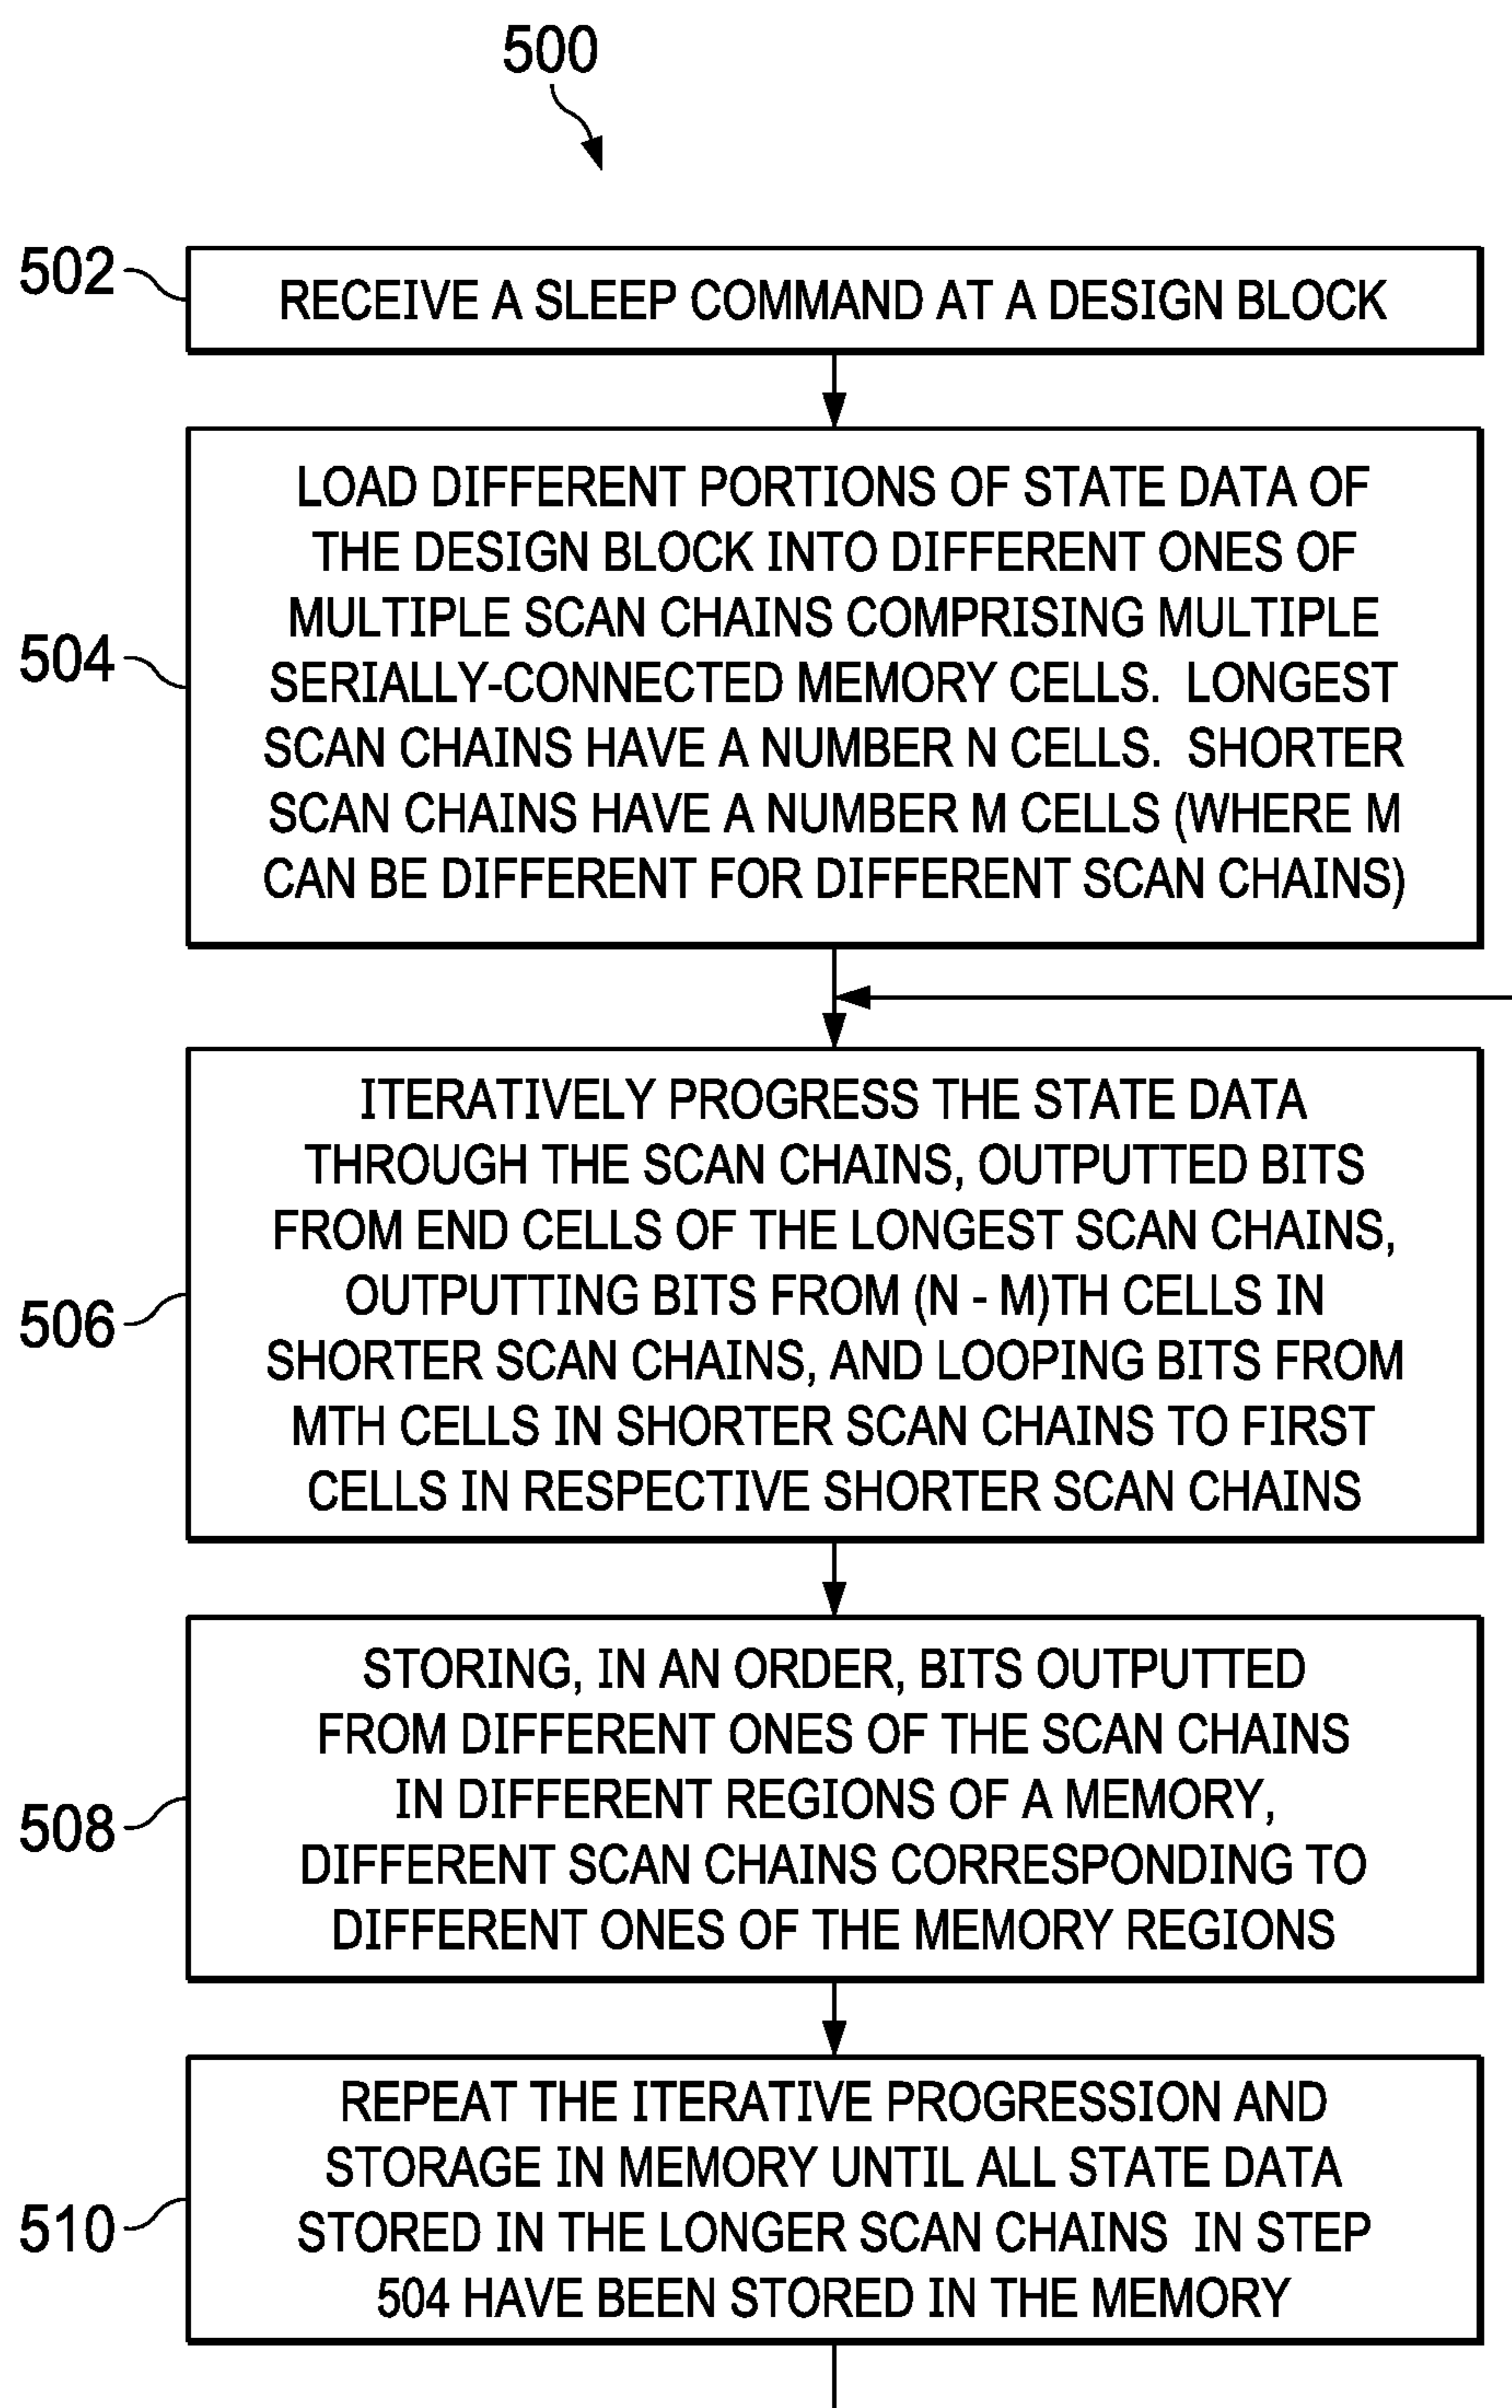 500
502
RECEIVE A SLEEP COMMAND AT A DESIGN BLOCK
504
LOAD DIFFERENT PORTIONS OF STATE DATA OF
THE DESIGN BLOCK INTO DIFFERENT ONES OF
MULTIPLE SCAN CHAINS COMPRISING MULTIPLE
SERIALLY-CONNECTED MEMORY CELLS. LONGEST
SCAN CHAINS HAVE A NUMBER N CELLS. SHORTER
SCAN CHAINS HAVE A NUMBER M CELLS (WHERE M
CAN BE DIFFERENT FOR DIFFERENT SCAN CHAINS)
506
ITERATIVELY PROGRESS THE STATE DATA
THROUGH THE SCAN CHAINS, OUTPUTTED BITS
FROM END CELLS OF THE LONGEST SCAN CHAINS,
OUTPUTTING BITS FROM (N - M)TH CELLS IN
SHORTER SCAN CHAINS, AND LOOPING BITS FROM
MTH CELLS IN SHORTER SCAN CHAINS TO FIRST
CELLS IN RESPECTIVE SHORTER SCAN CHAINS
508
STORING, IN AN ORDER, BITS OUTPUTTED
FROM DIFFERENT ONES OF THE SCAN CHAINS
IN DIFFERENT REGIONS OF A MEMORY,
DIFFERENT SCAN CHAINS CORRESPONDING TO
DIFFERENT ONES OF THE MEMORY REGIONS
510
REPEAT THE ITERATIVE PROGRESSION AND
STORAGE IN MEMORY UNTIL ALL STATE DATA
STORED IN THE LONGER SCAN CHAINS IN STEP
504 HAVE BEEN STORED IN THE MEMORY